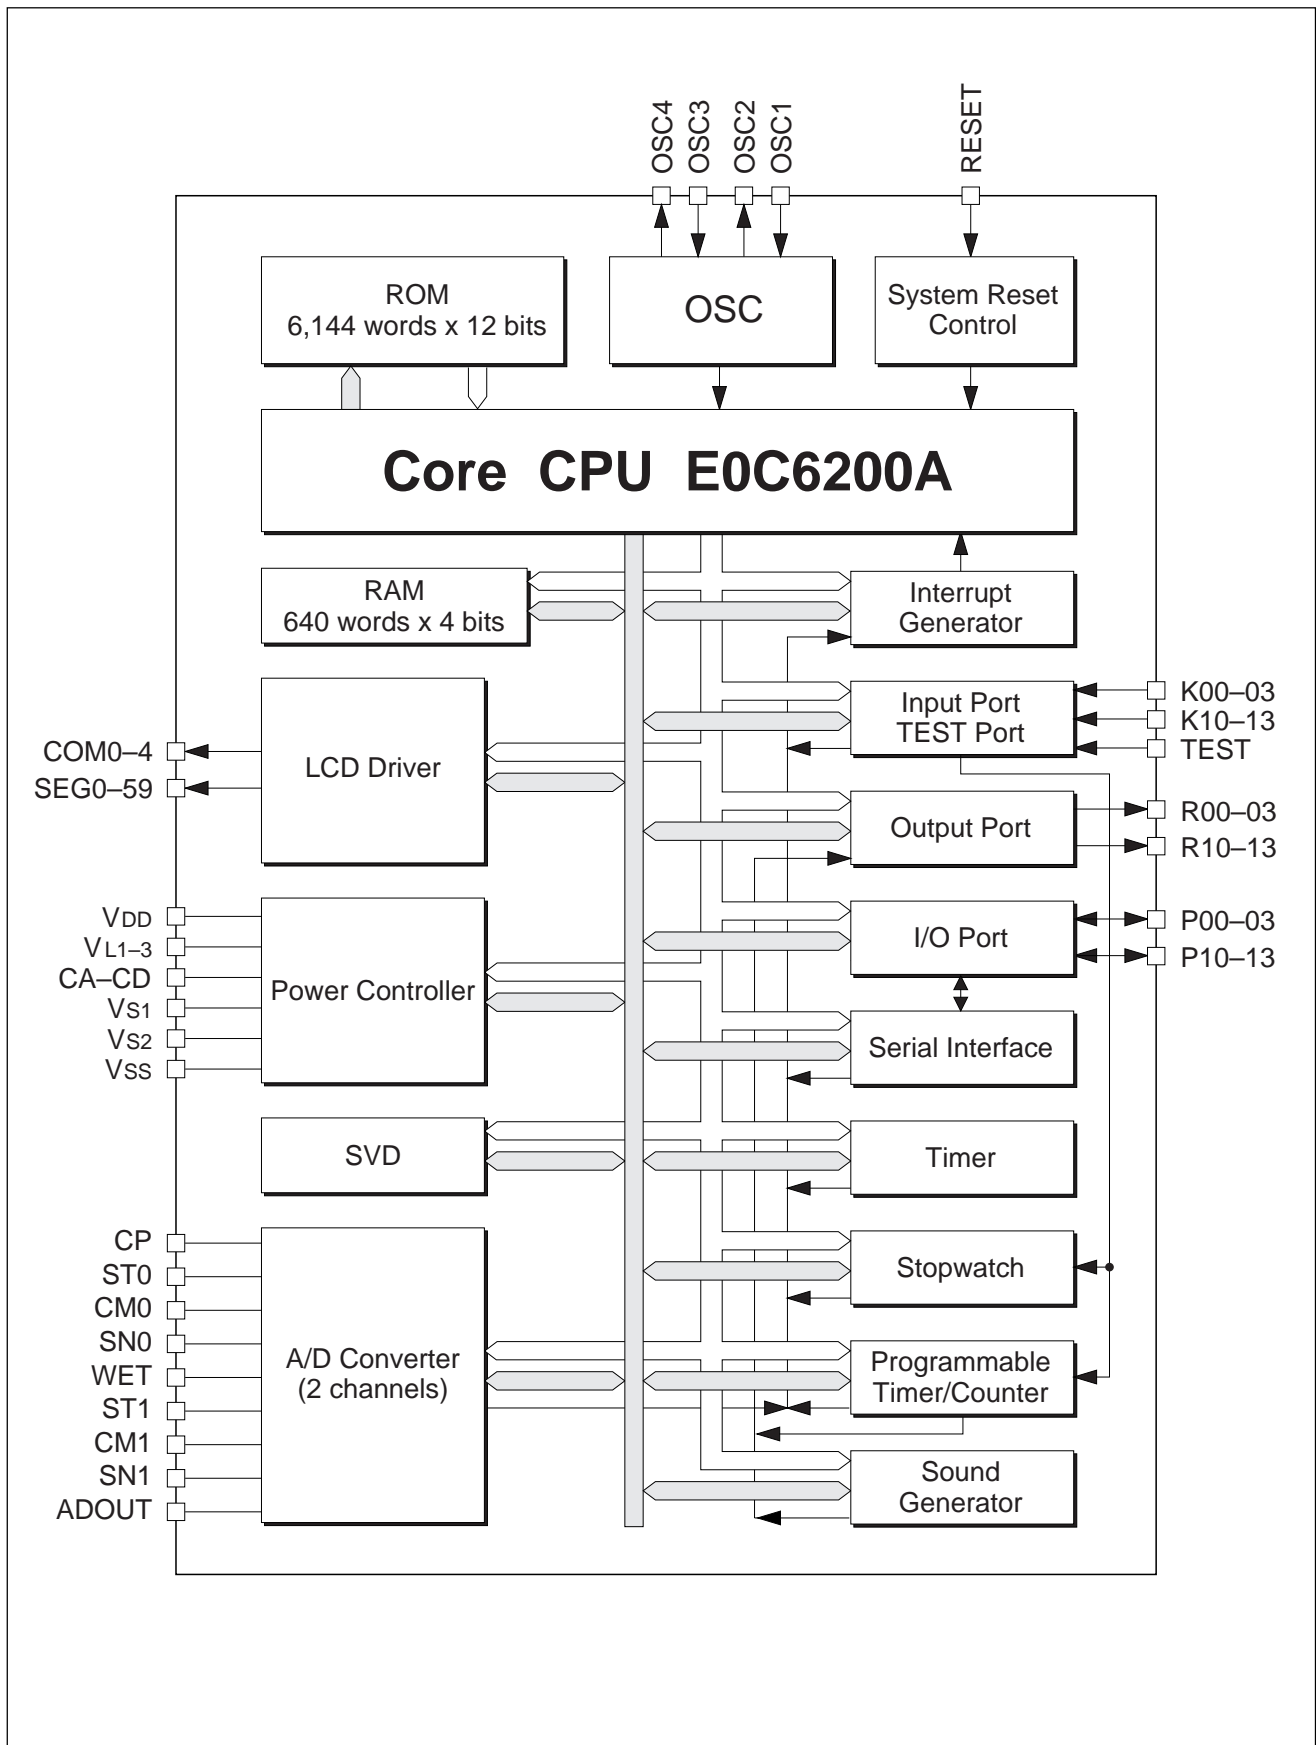 OSC4
OSC3
OSC2
OSC1
RESET
ROM
6,144 words x 12 bits
OSC
System Reset
Control
Core CPU E0C6200A
RAM
640 words x 4 bits
Interrupt
Generator
COM0–4
SEG0–59
LCD Driver
Input Port
TEST Port
K00–03
K10–13
TEST
Output Port
R00–03
R10–13
VDD
VL1–3
CA–CD
VS1
VS2
VSS
Power Controller
I/O Port
P00–03
P10–13
Serial Interface
SVD
Timer
CP
ST0
CM0
SN0
WET
ST1
CM1
SN1
ADOUT
A/D Converter
(2 channels)
Stopwatch
Programmable
Timer/Counter
Sound
Generator